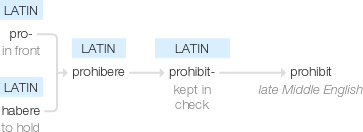 LATIN
pro-
in front
LATIN
habere
to hold
LATIN
prohibere
LATIN
prohibit-
kept in
check
prohibit
late Middle English